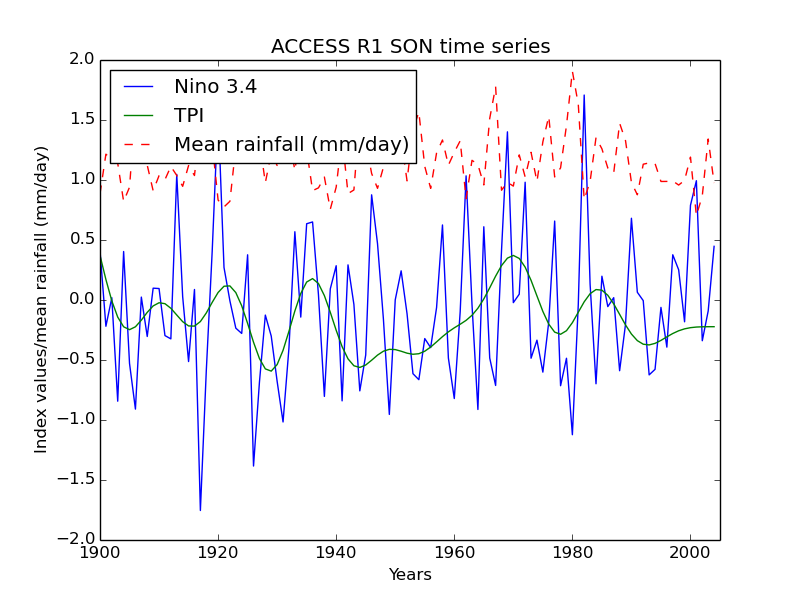 ACCESS R1 SON time series
2.0
1.5
1.0
0.5
0.0
−0.5
−1.0
−1.5
−2.0
Index values/mean rainfall (mm/day)
Nino 3.4
TPI
Mean rainfall (mm/day)
1900 1920 1940 1960 1980 2000
Years